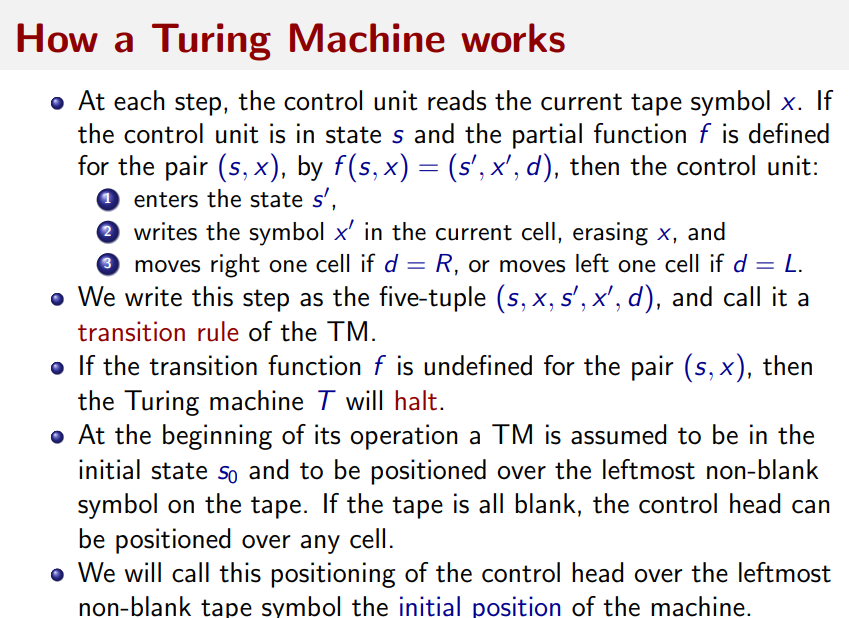 How a Turing Machine works
At each step, the control unit reads the current tape symbol x. If
the control unit is in state s and the partial function f is defined
for the pair (s, x), by f(s, x) = (s′, x′, d), then the control unit:
1 enters the state s′,
2 writes the symbol x′ in the current cell, erasing x, and
3 moves right one cell if d = R, or moves left one cell if d = L.
We write this step as the five-tuple (s, x, s′, x′, d), and call it a
transition rule of the TM.
If the transition function f is undefined for the pair (s, x), then
the Turing machine T will halt.
At the beginning of its operation a TM is assumed to be in the
initial state s₀ and to be positioned over the leftmost non-blank
symbol on the tape. If the tape is all blank, the control head can
be positioned over any cell.
We will call this positioning of the control head over the leftmost
non-blank tape symbol the initial position of the machine.